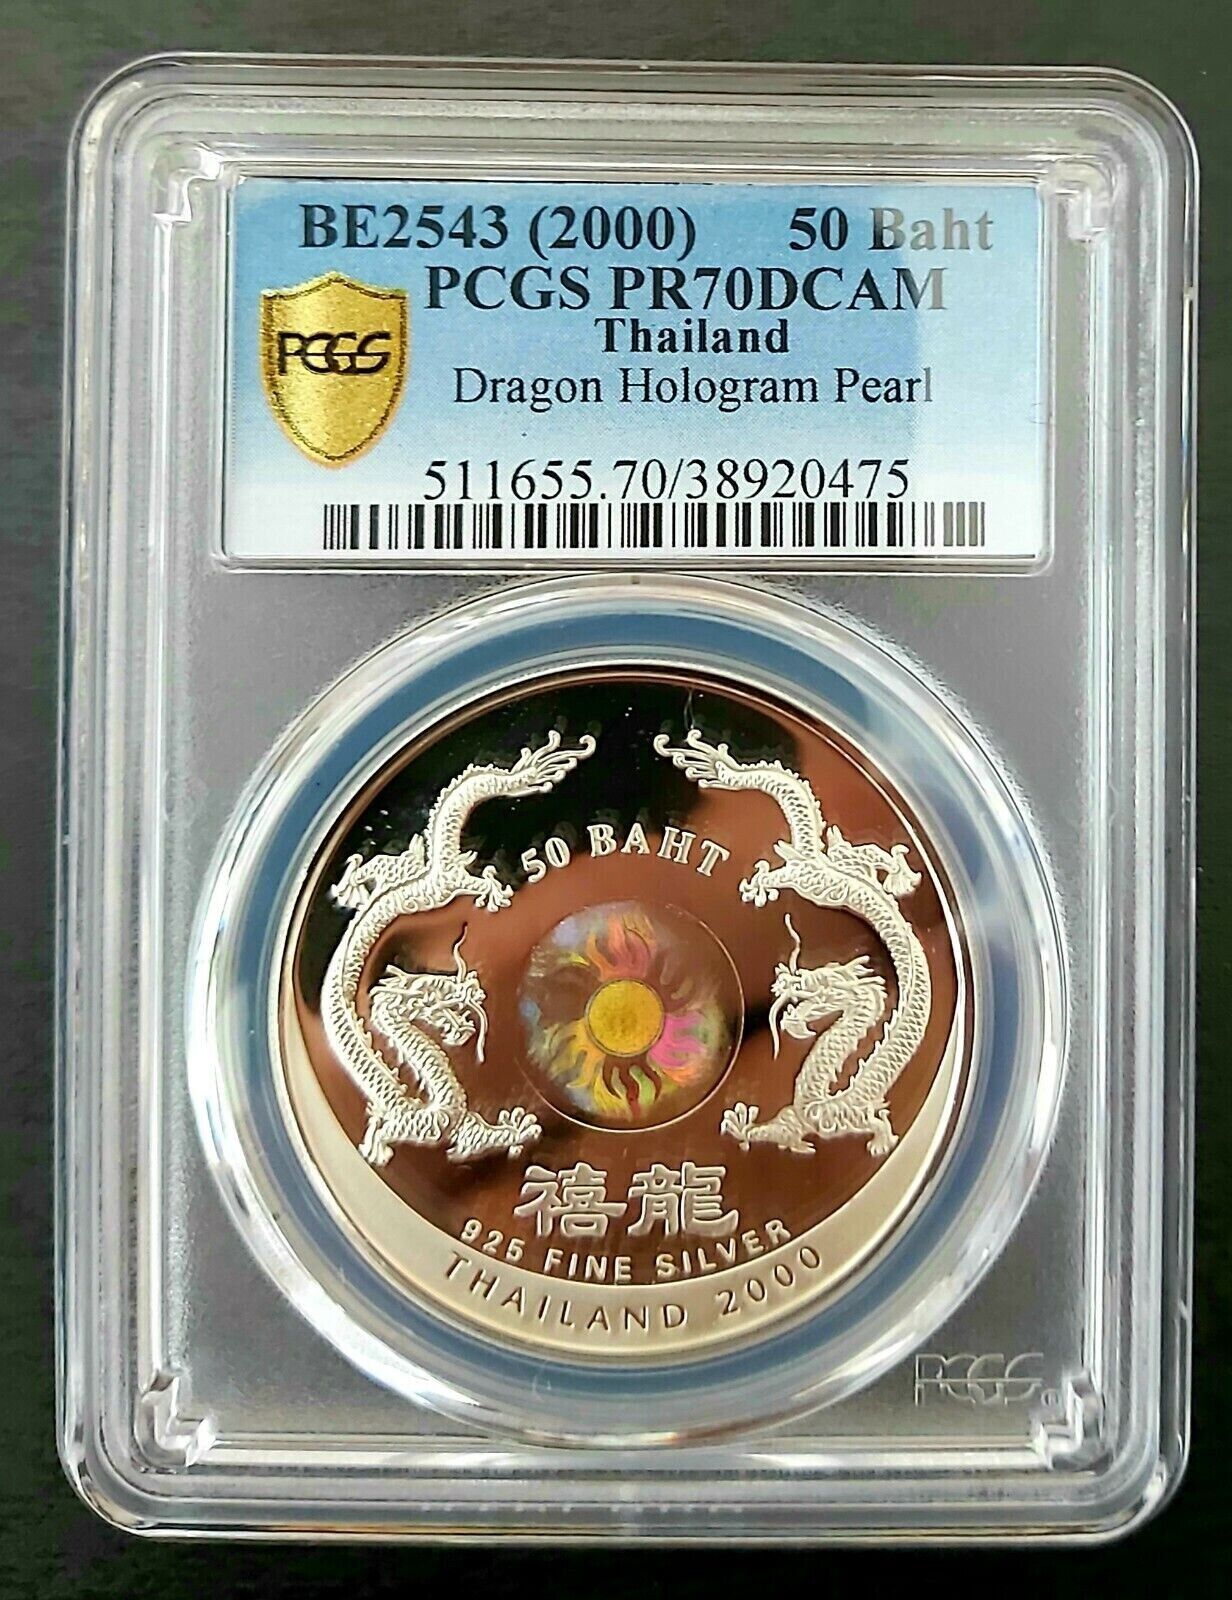 BE2543 (2000) 50 Baht
PCGS PR70DCAM
Thailand
Dragon Hologram Pearl
PCGS
511655.70/38920475
50 BAHT
禧龍
925 FINE SILVER
THAILAND 2000
PCGS